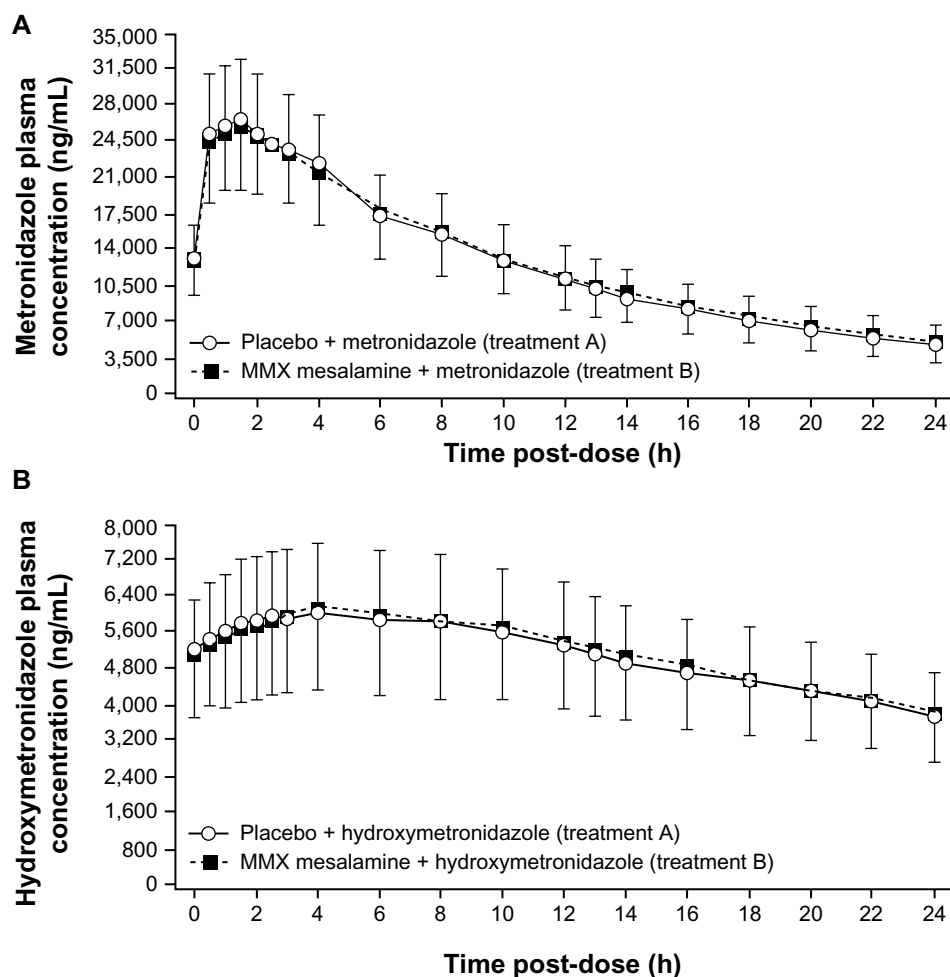 A
Metronidazole plasma
concentration (ng/mL)
35,000
31,500
28,000
24,500
21,000
17,500
14,000
10,500
7,000
3,500
0
Placebo + metronidazole (treatment A)
MMX mesalamine + metronidazole (treatment B)
0 2 4 6 8 10 12 14 16 18 20 22 24
Time post-dose (h)
B
Hydroxymetronidazole plasma
concentration (ng/mL)
8,000
7,200
6,400
5,600
4,800
4,000
3,200
2,400
1,600
800
0
Placebo + hydroxymetronidazole (treatment A)
MMX mesalamine + hydroxymetronidazole (treatment B)
0 2 4 6 8 10 12 14 16 18 20 22 24
Time post-dose (h)